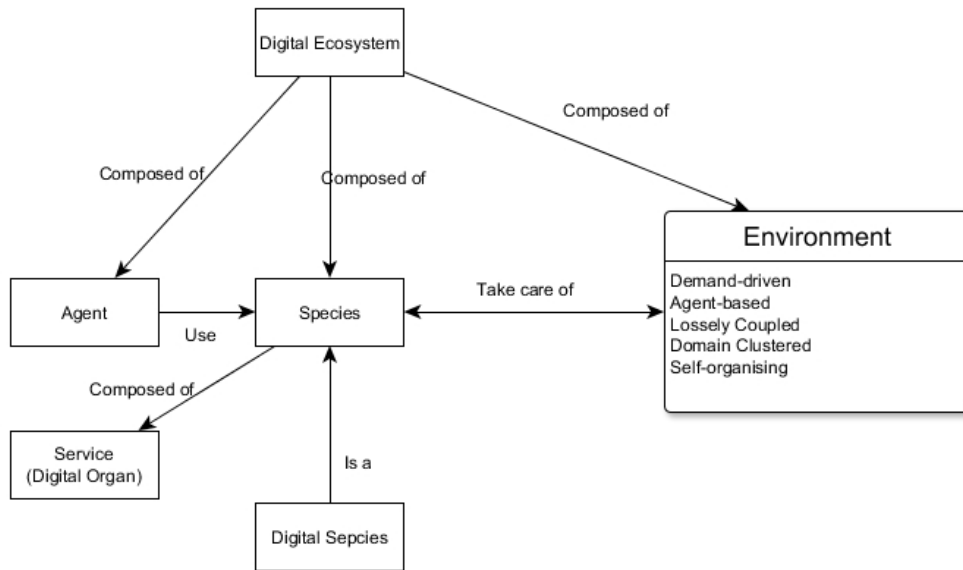 Digital Ecosystem
Composed of
Composed of
Composed of
Environment
Demand-driven
Agent-based
Lossely Coupled
Domain Clustered
Self-organising
Agent
Use
Species
Take care of
Composed of
Service
(Digital Organ)
Is a
Digital Sepcies